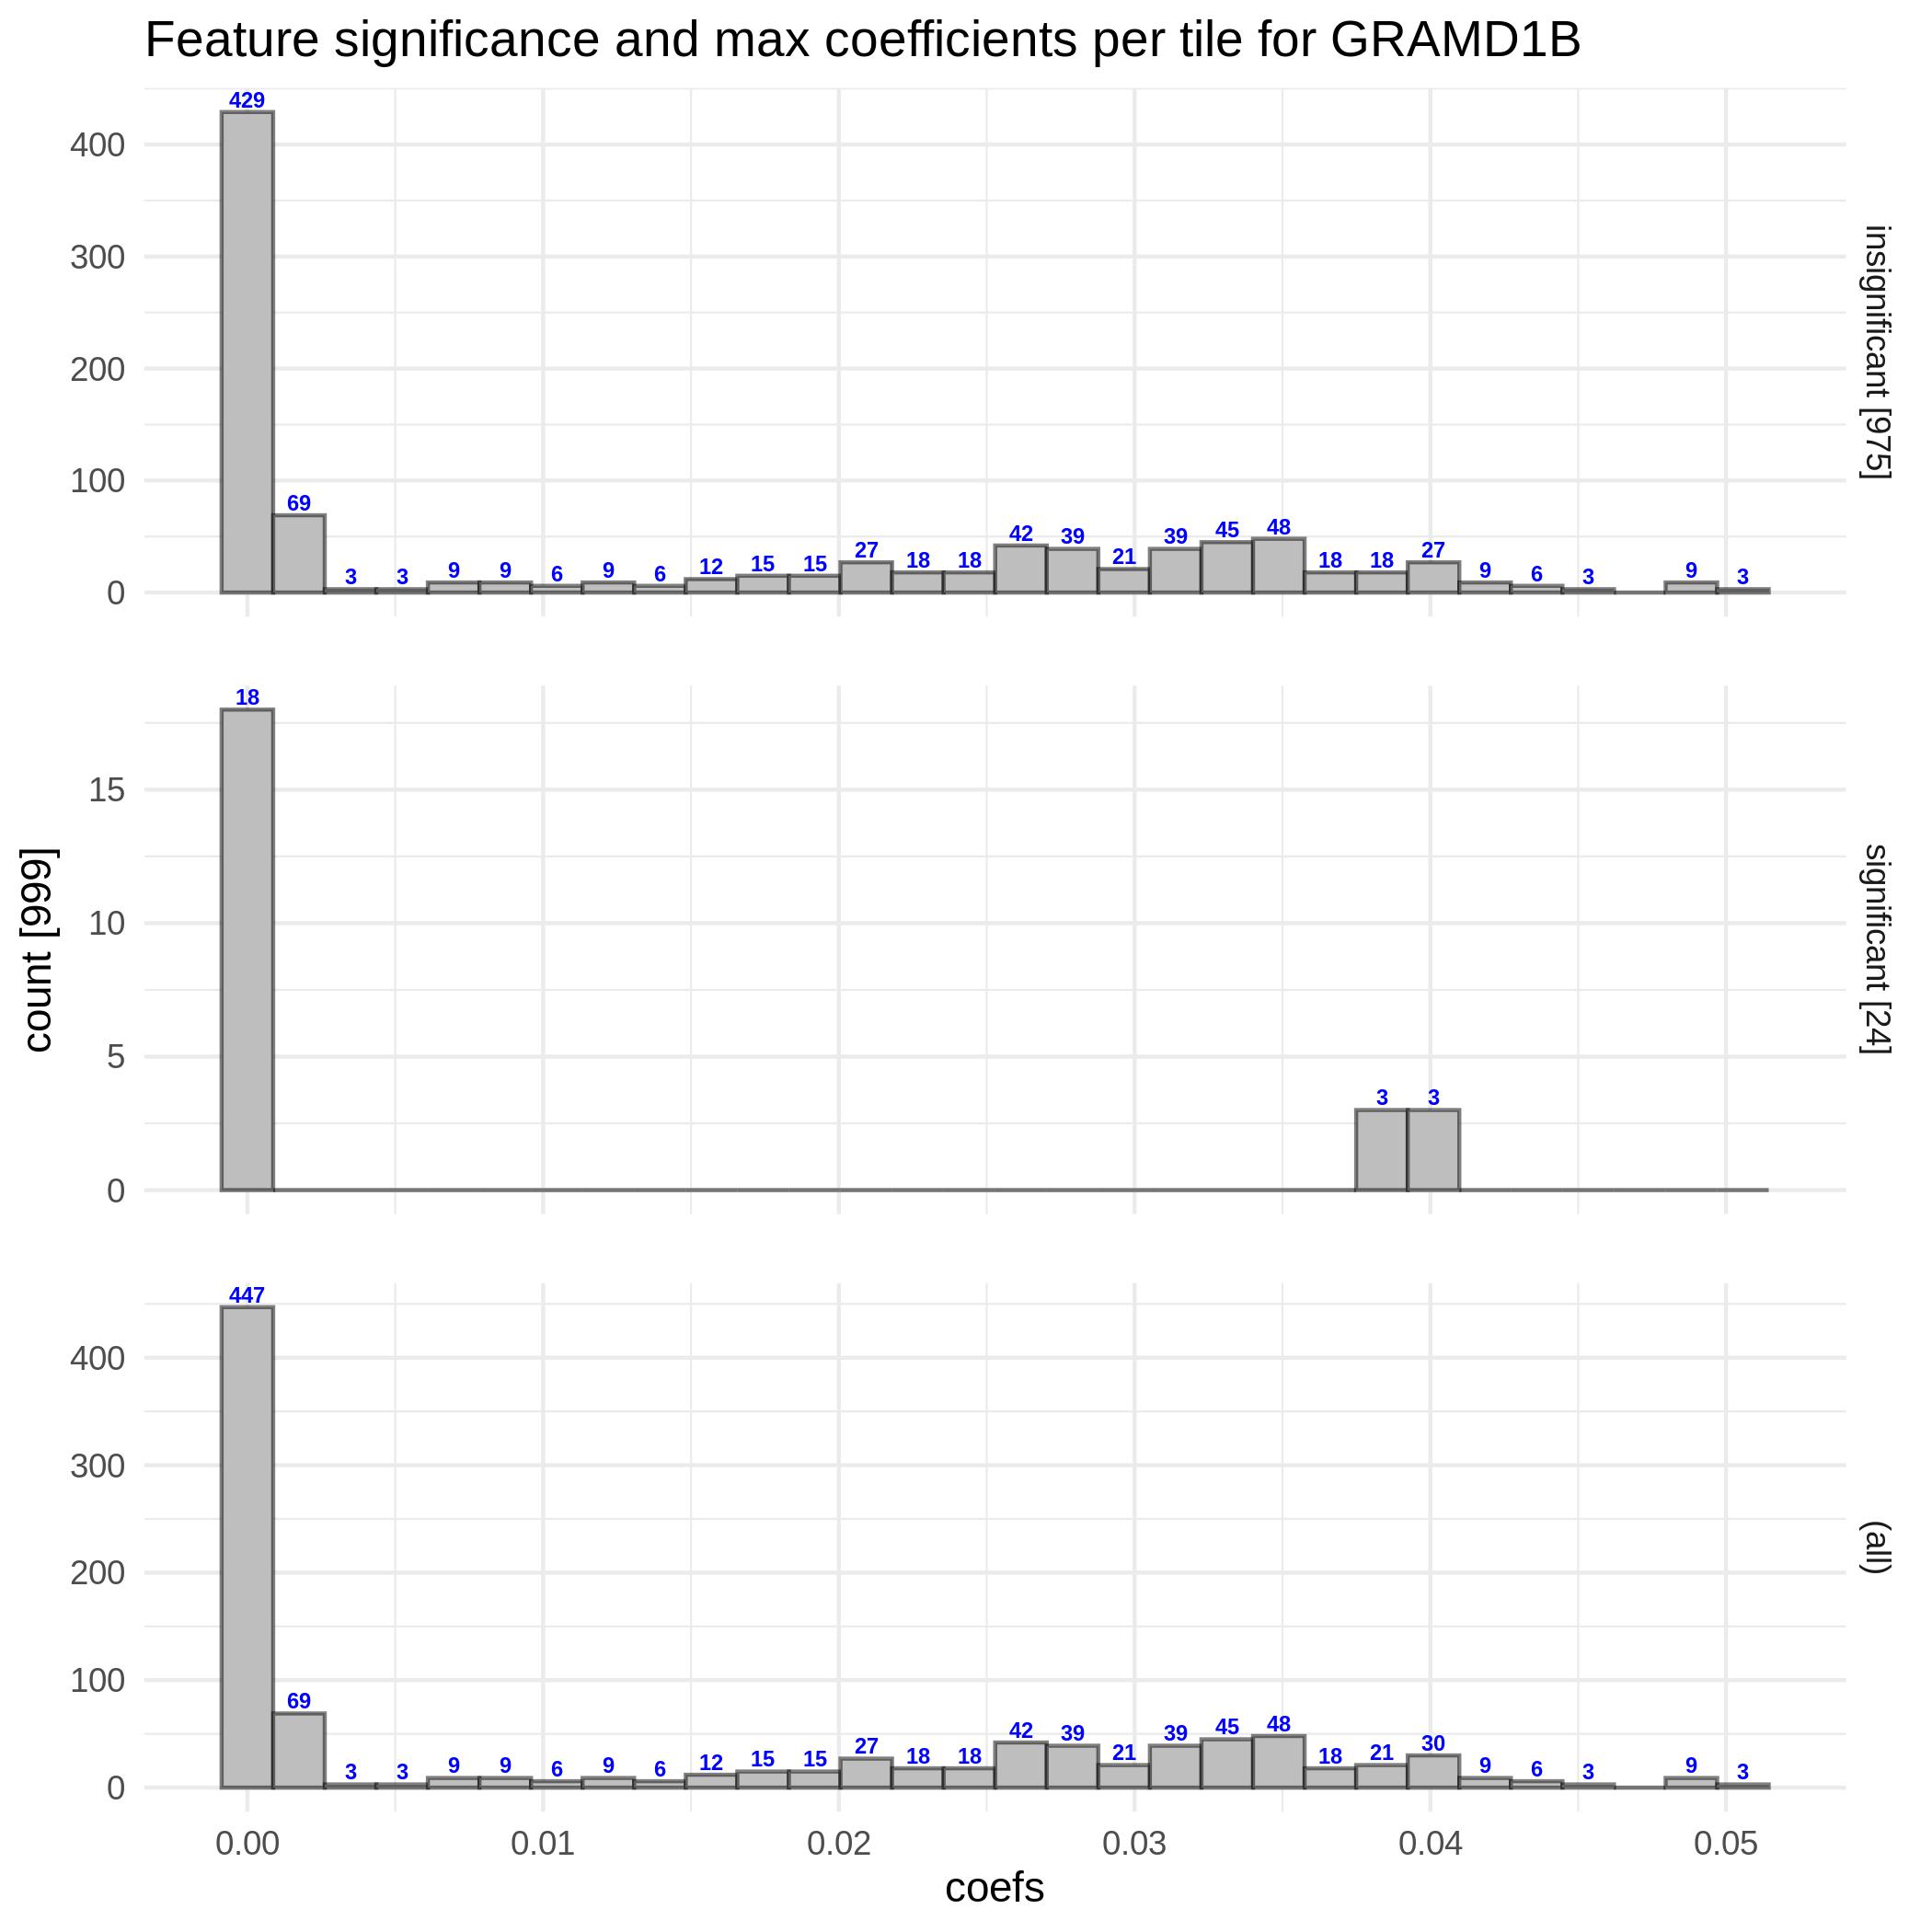 Feature significance and max coefficients per tile for GRAMD1B
count [999]
400
300
200
100
0
429 69 3 3 9 9 6 9 6 12 15 15 27 18 18 42 39 21 39 45 48 18 18 27 9 6 3 9 3
insignificant [975]
15
10
5
0
18 3 3
significant [24]
400
300
200
100
0
447 69 3 3 9 9 6 9 6 12 15 15 27 18 18 42 39 21 39 45 48 18 21 30 9 6 3 9 3
(all)
0.00 0.01 0.02 0.03 0.04 0.05
coefs